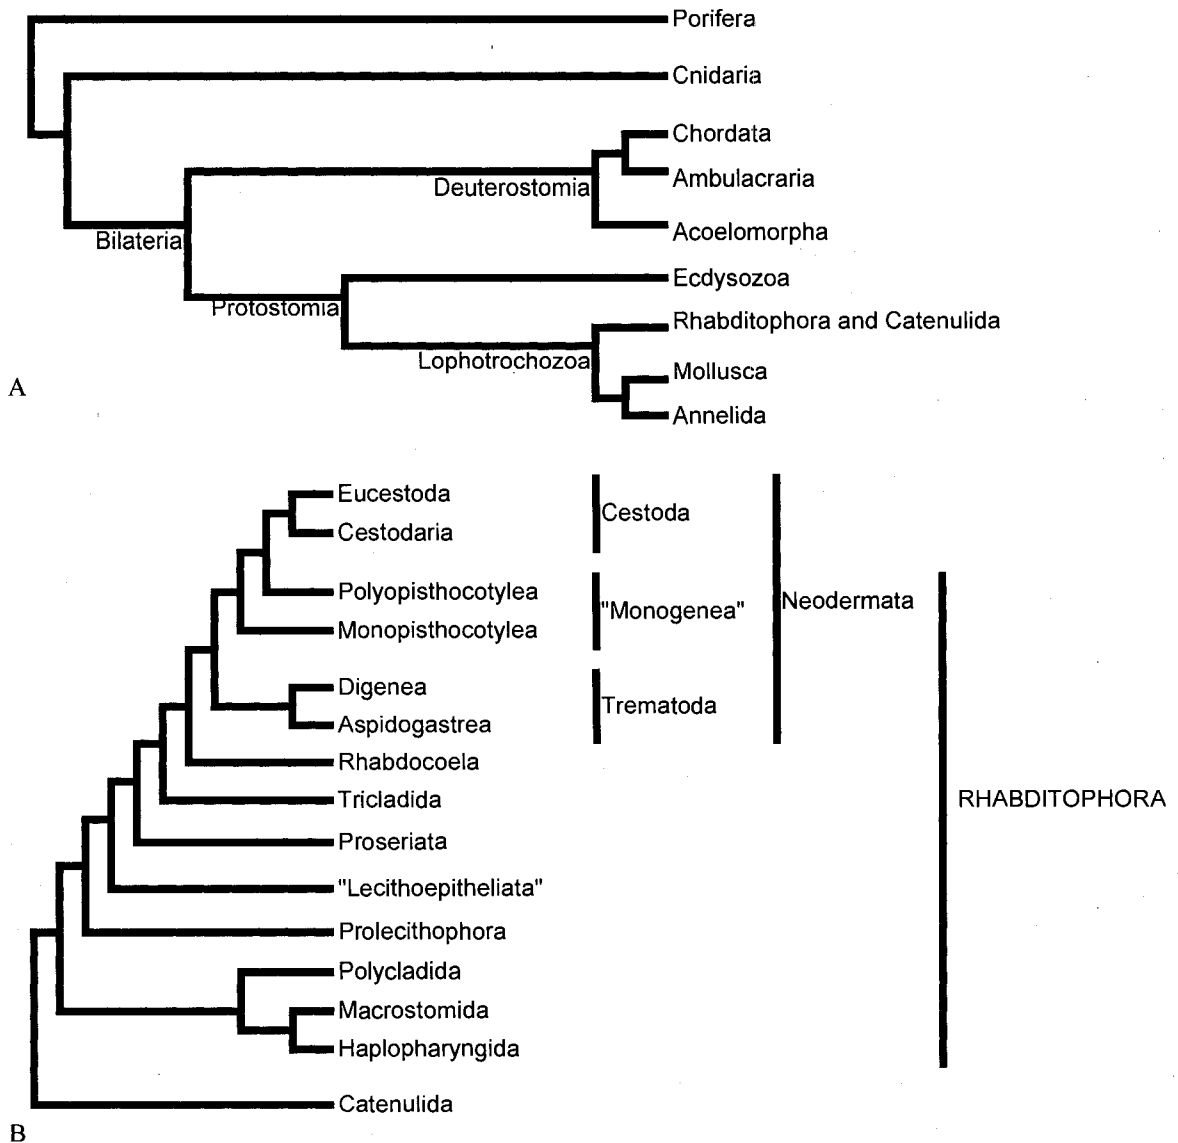 Porifera
Cnidaria
Chordata
Deuterostomia
Ambulacraria
Bilateria
Acoelomorpha
Protostomia
Ecdysozoa
Rhabditophora and Catenulida
Lophotrochozoa
Mollusca
A
Annelida
Eucestoda
Cestoda
Cestodaria
Polyopisthocotylea
"Monogenea"
Neodermata
Monopisthocotylea
Digenea
Trematoda
Aspidogastrea
Rhabdocoela
Tricladida
RHABDITOPHORA
Proseriata
"Lecithoepitheliata"
Prolecithophora
Polycladida
Macrostomida
Haplopharyngida
Catenulida
B